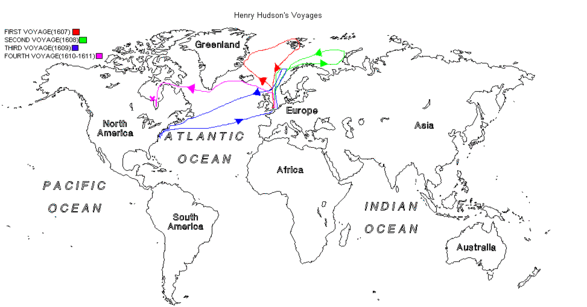 Henry Hudson's Voyages
FIRST VOYAGE(1607)
SECOND VOYAGE(1608)
THIRD VOYAGE(1609)
FOURTH VOYAGE(1610-1611)
Greenland
North
America
Europe
Asia
ATLANTIC
OCEAN
Africa
PACIFIC
OCEAN
South
America
INDIAN
OCEAN
Australia